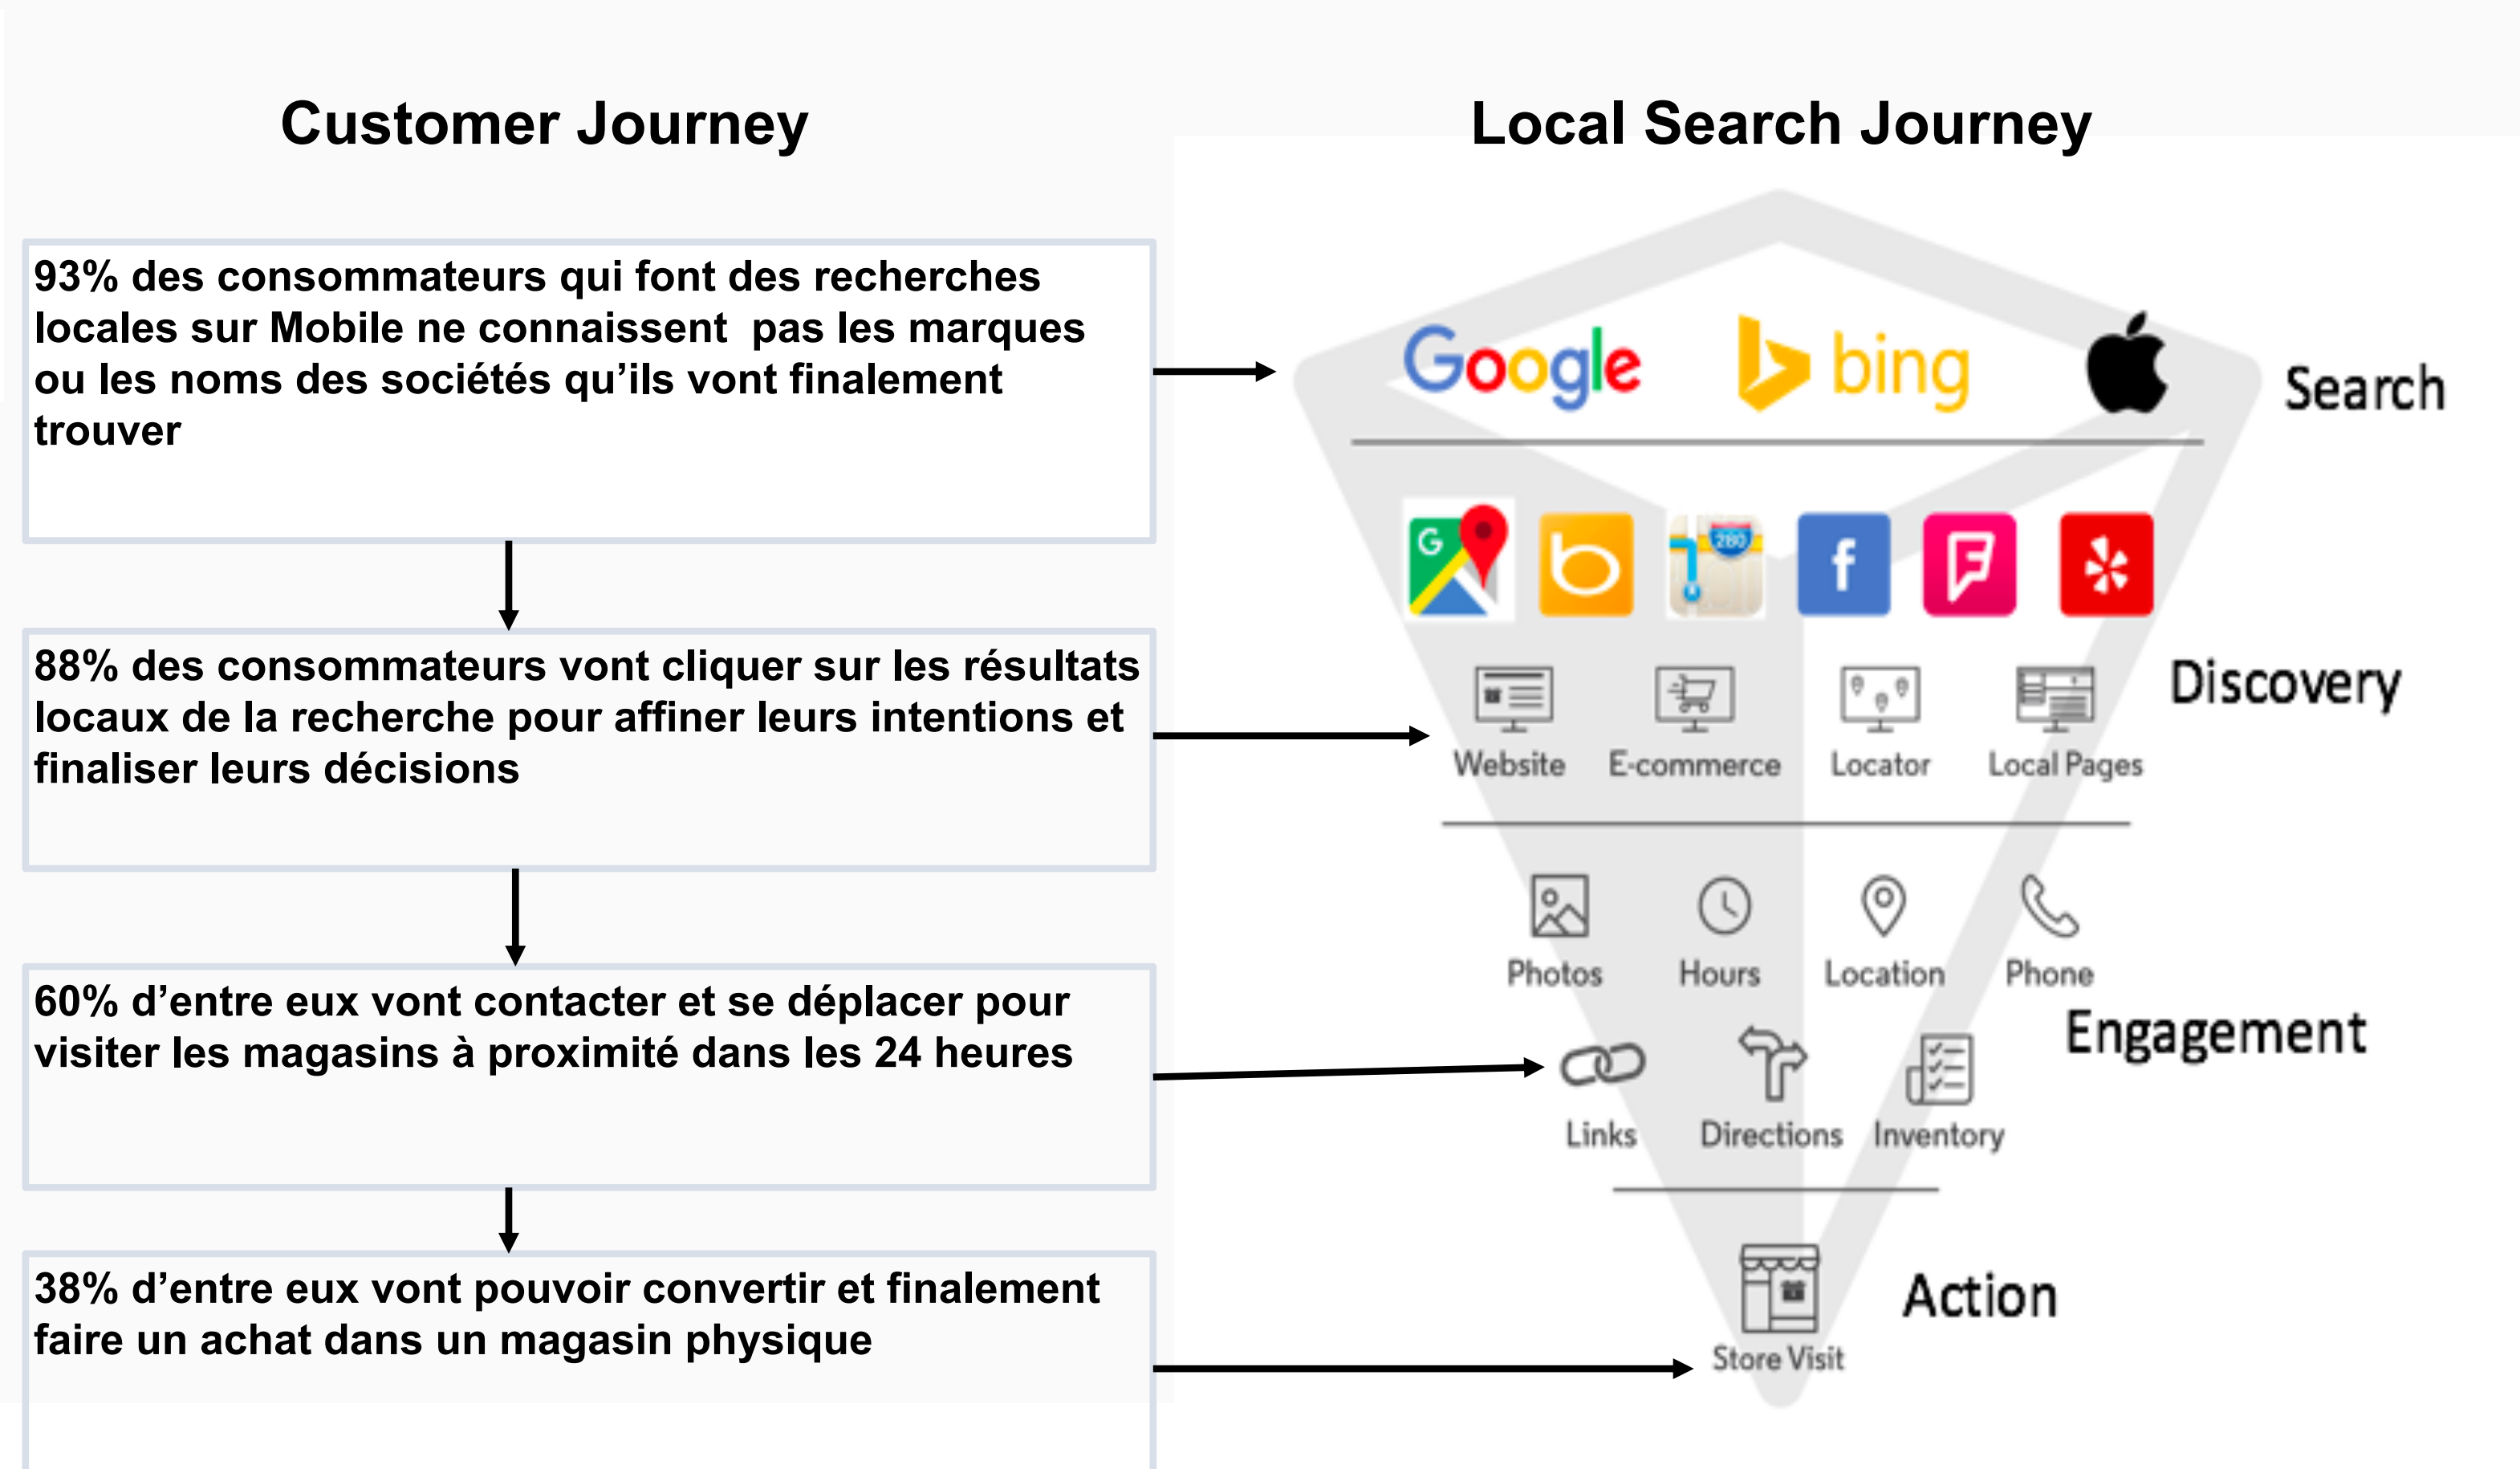 Customer Journey
Local Search Journey
93% des consommateurs qui font des recherches
locales sur Mobile ne connaissent  pas les marques
ou les noms des sociétés qu’ils vont finalement
trouver
Google
bing
Search
G
280
b
f
88% des consommateurs vont cliquer sur les résultats
locaux de la recherche pour affiner leurs intentions et
finaliser leurs décisions
Website
E-commerce
Locator
Local Pages
Discovery
Photos
Hours
Location
Phone
60% d’entre eux vont contacter et se déplacer pour
visiter les magasins à proximité dans les 24 heures
Links
Directions
Inventory
Engagement
38% d’entre eux vont pouvoir convertir et finalement
faire un achat dans un magasin physique
Store Visit
Action